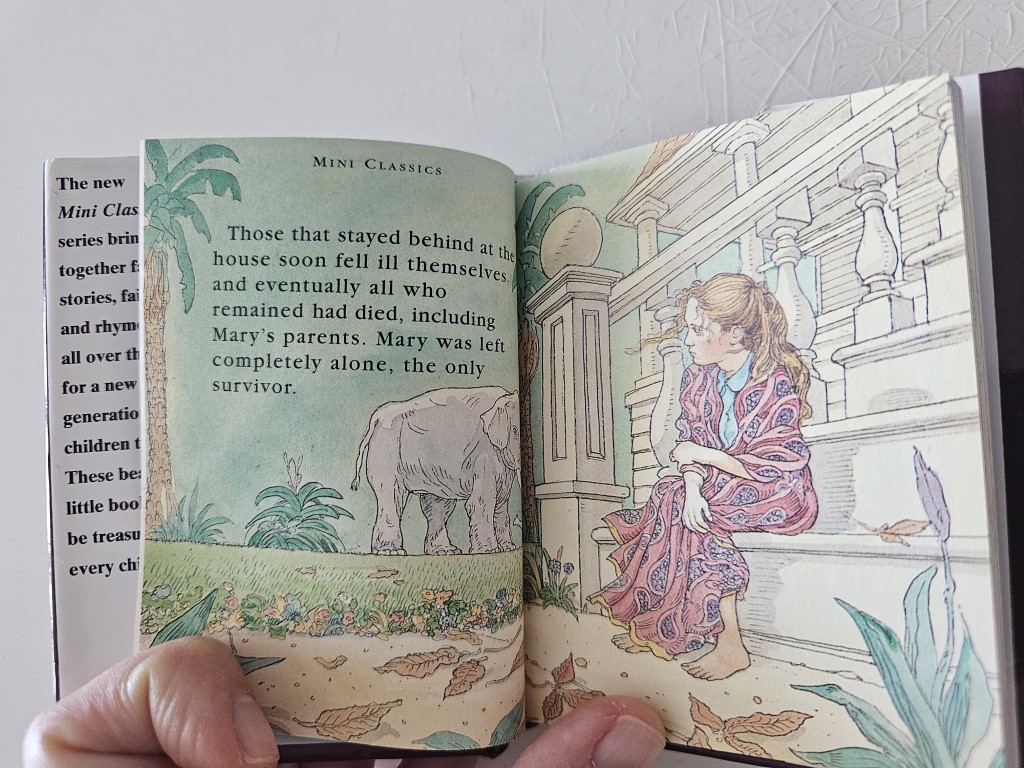 The new
Mini Clas
series brin
together f
stories, fai
and rhym
all over th
for a new
generatio
children t
These bea
little boo
be treasu
every chi
MINI CLASSICS
Those that stayed behind at the
house soon fell ill themselves,
and eventually all who
remained had died, including
Mary's parents. Mary was left
completely alone, the only
survivor.